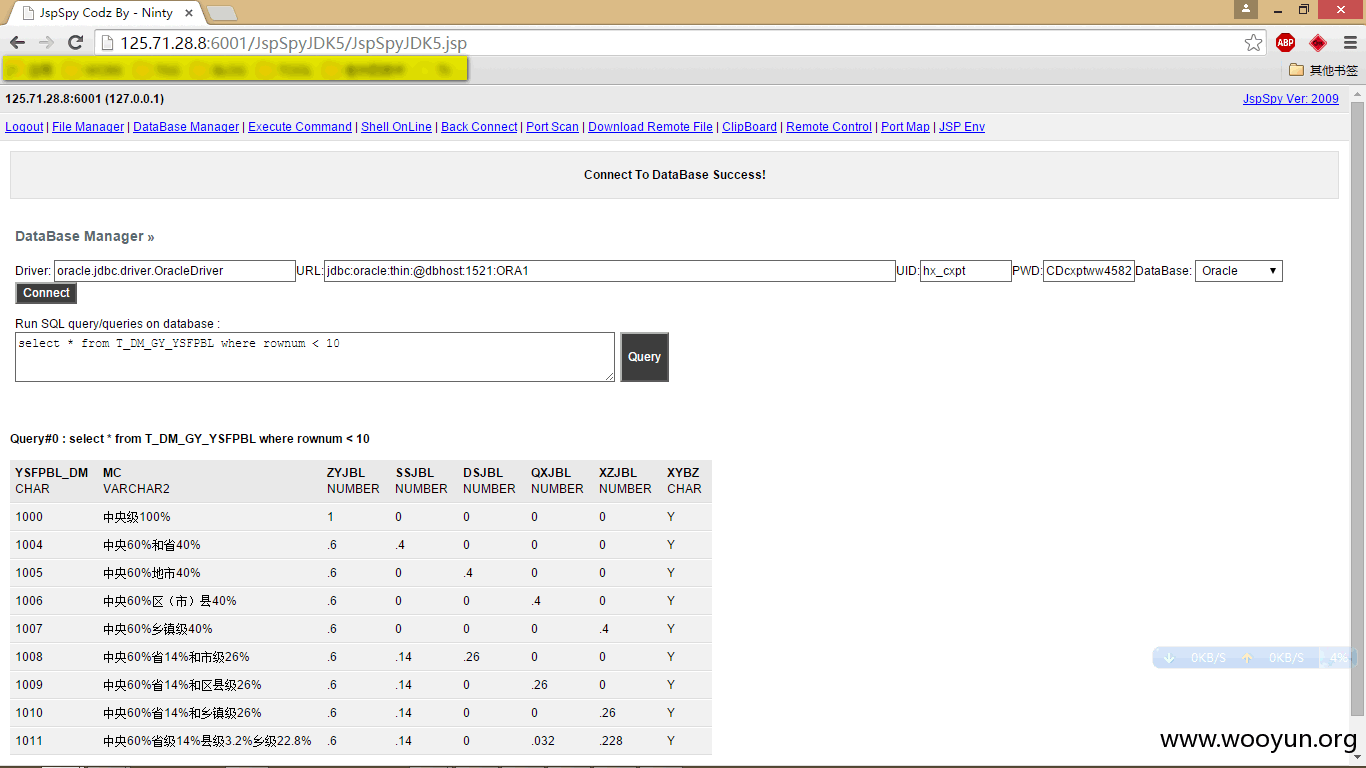 JspSpy Codz By - Ninty
125.71.28.8:6001/JspSpyJDK5/JspSpyJDK5.jsp
ABP
其他书签
125.71.28.8:6001 (127.0.0.1) JspSpy Ver: 2009
Logout | File Manager | DataBase Manager | Execute Command | Shell OnLine | Back Connect | Port Scan | Download Remote File | ClipBoard | Remote Control | Port Map | JSP Env
Connect To DataBase Success!
DataBase Manager »
Driver: oracle.jdbc.driver.OracleDriver URL: jdbc:oracle:thin:@dbhost:1521:ORA1 UID: hx_cxpt PWD: CDcxptww4582 DataBase: Oracle
Connect
Run SQL query/queries on database :
select * from T_DM_GY_YSFPBL where rownum < 10
Query
Query#0 : select * from T_DM_GY_YSFPBL where rownum < 10
YSFPBL_DM MC ZYJBL SSJBL DSJBL QXJBL XZJBL XYBZ
CHAR VARCHAR2 NUMBER NUMBER NUMBER NUMBER NUMBER CHAR
1000 中央级100% 1 0 0 0 0 Y
1004 中央60%和省40% .6 .4 0 0 0 Y
1005 中央60%地市40% .6 0 .4 0 0 Y
1006 中央60%区（市）县40% .6 0 0 .4 0 Y
1007 中央60%乡镇级40% .6 0 0 0 .4 Y
1008 中央60%省14%和市级26% .6 .14 .26 0 0 Y
1009 中央60%省14%和区县级26% .6 .14 0 .26 0 Y
1010 中央60%省14%和乡镇级26% .6 .14 0 0 .26 Y
1011 中央60%省级14%县级3.2%乡级22.8% .6 .14 0 .032 .228 Y
0KB/S 0KB/S 4%
www.wooyun.org